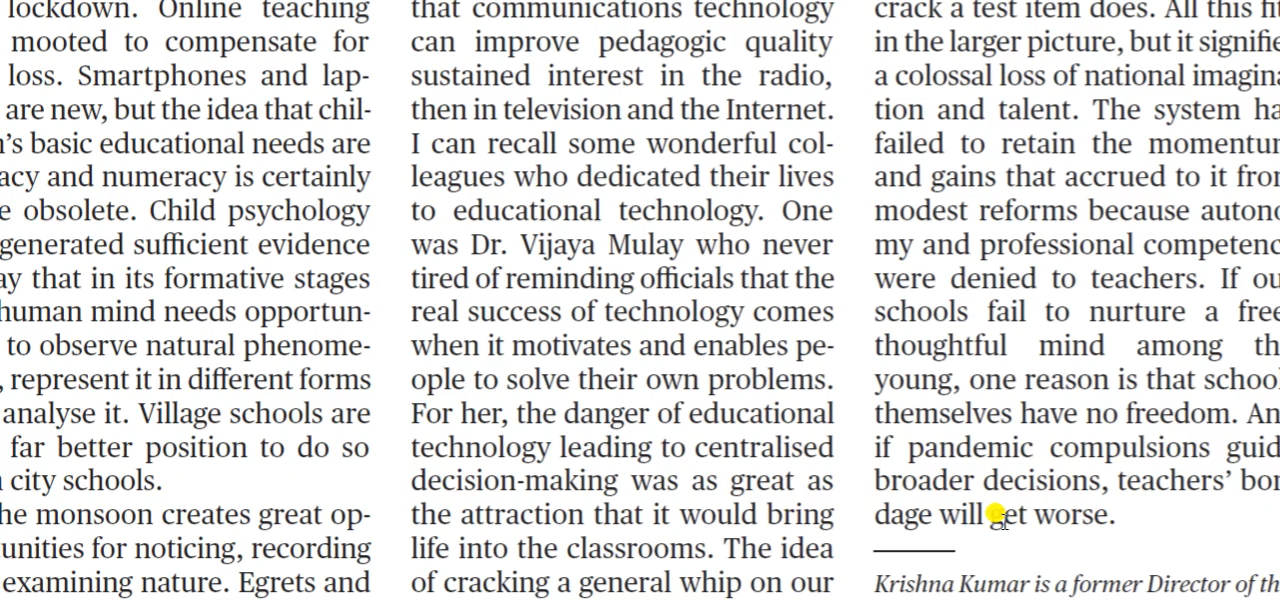 lockdown. Online teaching
mooted to compensate for
loss. Smartphones and lap-
are new, but the idea that chil-
n's basic educational needs are
acy and numeracy is certainly
e obsolete. Child psychology
generated sufficient evidence
ay that in its formative stages
human mind needs opportun-
to observe natural phenome-
, represent it in different forms
analyse it. Village schools are
far better position to do so
city schools.
he monsoon creates great op-
tunities for noticing, recording
examining nature. Egrets and
that communications technology
can improve pedagogic quality
sustained interest in the radio,
then in television and the Internet.
I can recall some wonderful col-
leagues who dedicated their lives
to educational technology. One
was Dr. Vijaya Mulay who never
tired of reminding officials that the
real success of technology comes
when it motivates and enables pe-
ople to solve their own problems.
For her, the danger of educational
technology leading to centralised
decision-making was as great as
the attraction that it would bring
life into the classrooms. The idea
of cracking a general whip on our
crack a test item does. All this fit
in the larger picture, but it signifie
a colossal loss of national imagina
tion and talent. The system ha
failed to retain the momentum
and gains that accrued to it from
modest reforms because autono
my and professional competenc
were denied to teachers. If ou
schools fail to nurture a free
thoughtful mind among th
young, one reason is that school
themselves have no freedom. An
if pandemic compulsions guid
broader decisions, teachers' bon
dage will get worse.
Krishna Kumar is a former Director of th